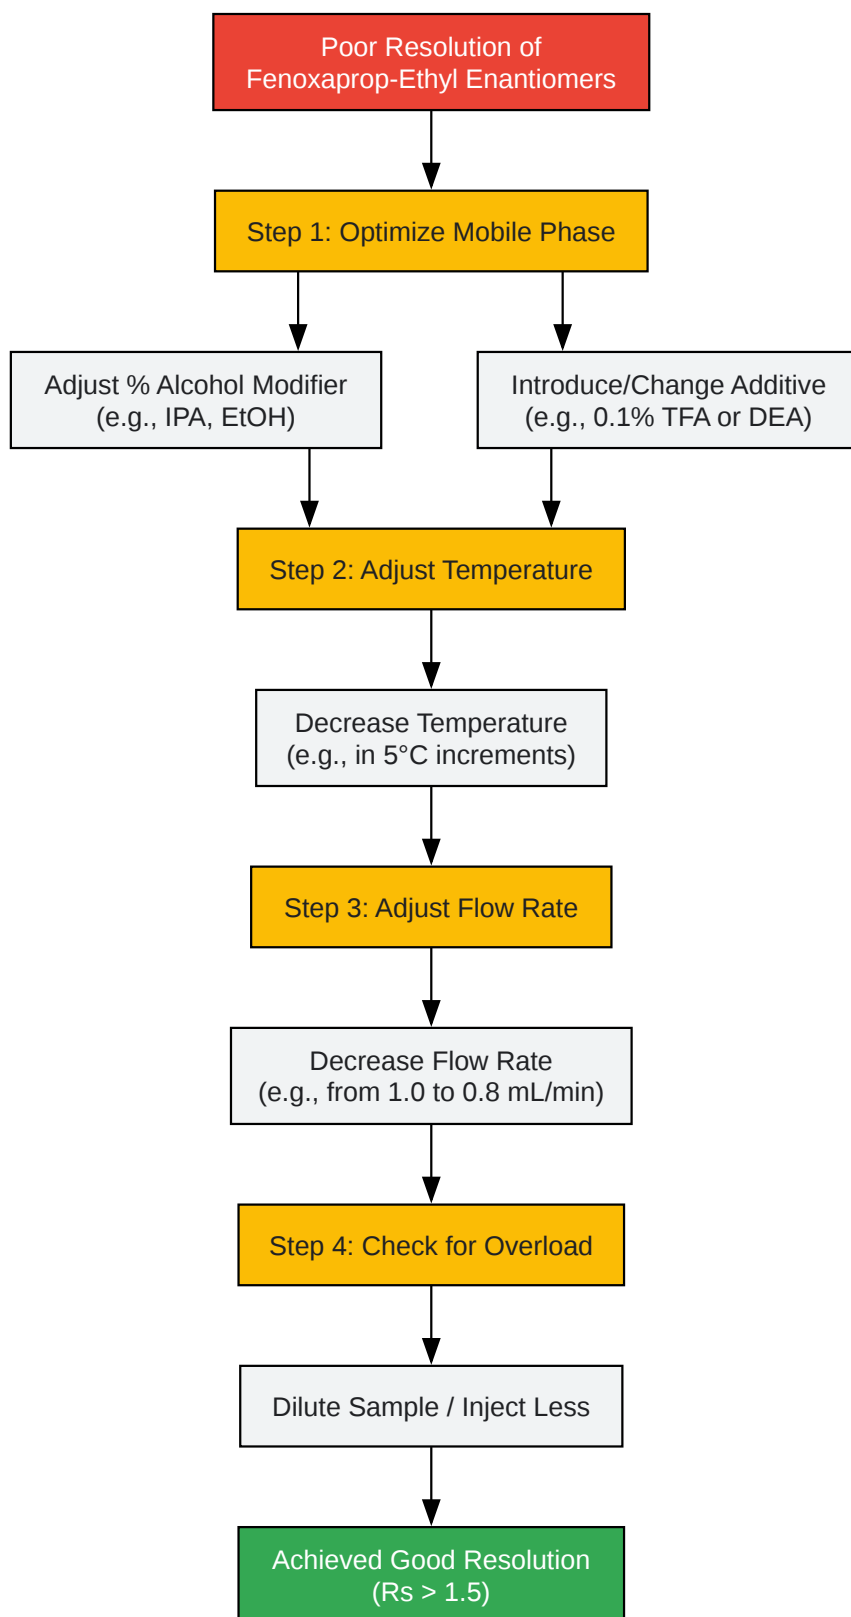 Poor Resolution of
Fenoxaprop-Ethyl Enantiomers
Step 1: Optimize Mobile Phase
Adjust % Alcohol Modifier
(e.g., IPA, EtOH)
Introduce/Change Additive
(e.g., 0.1% TFA or DEA)
Step 2: Adjust Temperature
Decrease Temperature
(e.g., in 5°C increments)
Step 3: Adjust Flow Rate
Decrease Flow Rate
(e.g., from 1.0 to 0.8 mL/min)
Step 4: Check for Overload
Dilute Sample / Inject Less
Achieved Good Resolution
(Rs > 1.5)